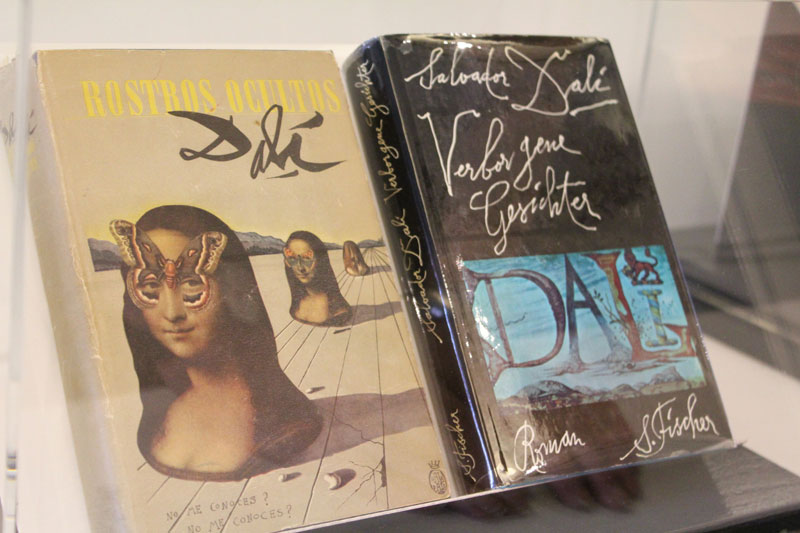 ROSTROS OCULTOS
Dalí
NO ME CONOCES?
NO ME CONOCES?
S. Fischer Salvador Dalí Verborgene Gesichter
Salvador Dalí
Verborgene
Gesichter
DALI
Roman
S. Fischer